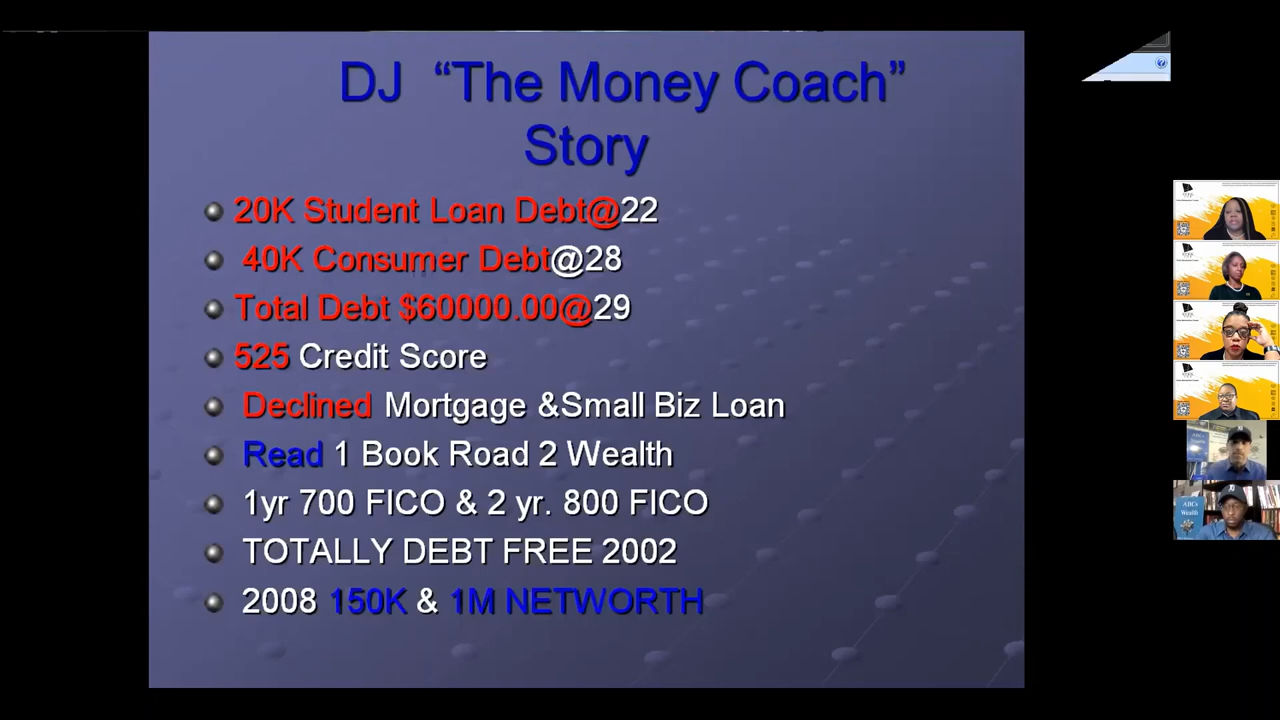 DJ “The Money Coach”
Story
20K Student Loan Debt@22
40K Consumer Debt@28
Total Debt $60000.00@29
525 Credit Score
Declined Mortgage &Small Biz Loan
Read 1 Book Road 2 Wealth
1yr 700 FICO & 2 yr. 800 FICO
TOTALLY DEBT FREE 2002
2008 150K & 1M NETWORTH
ABCs
Wealth